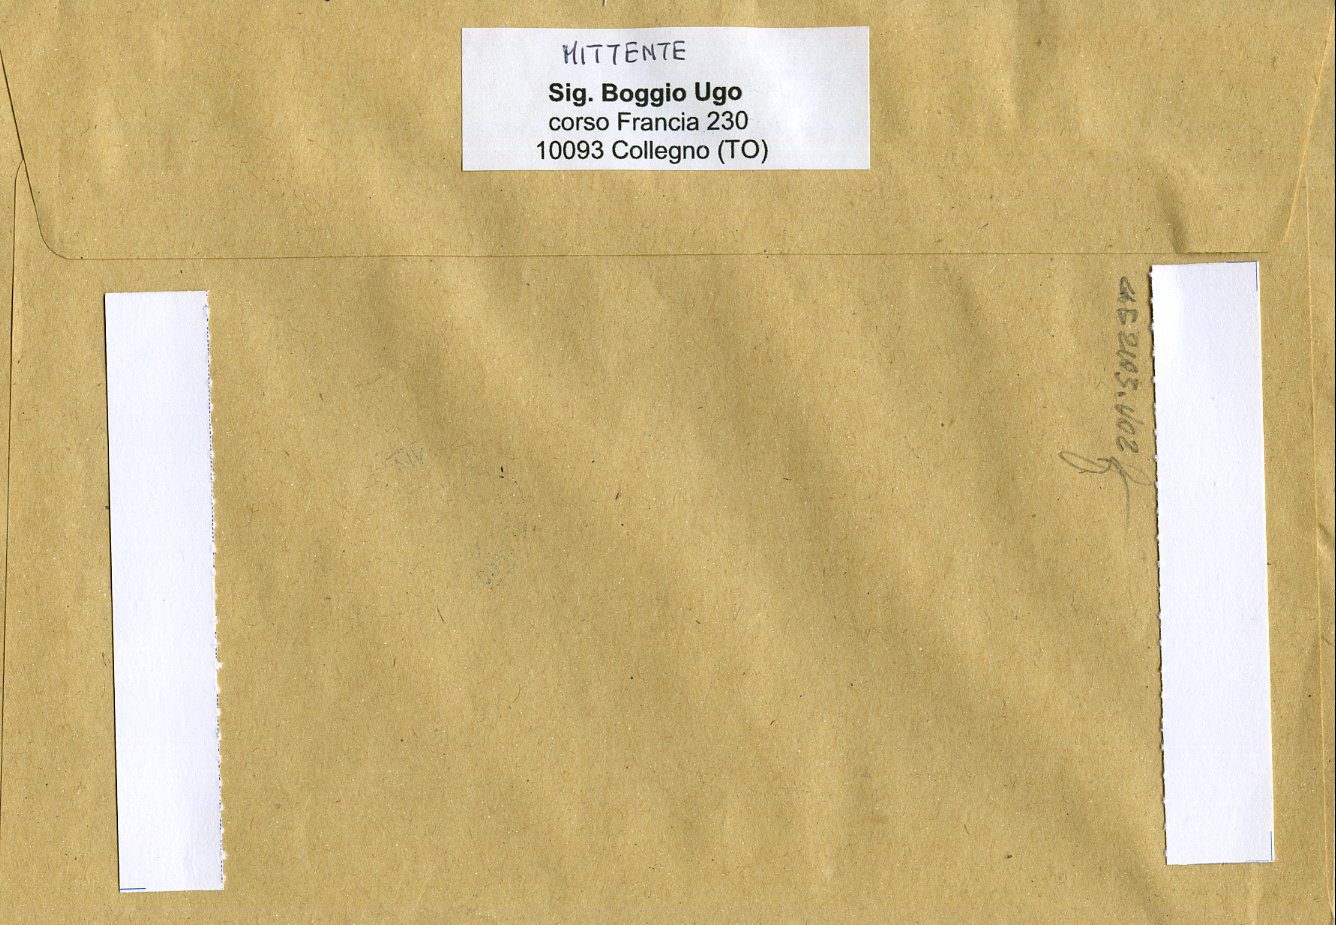 MITTENTE
Sig. Boggio Ugo
corso Francia 230
10093 Collegno (TO)